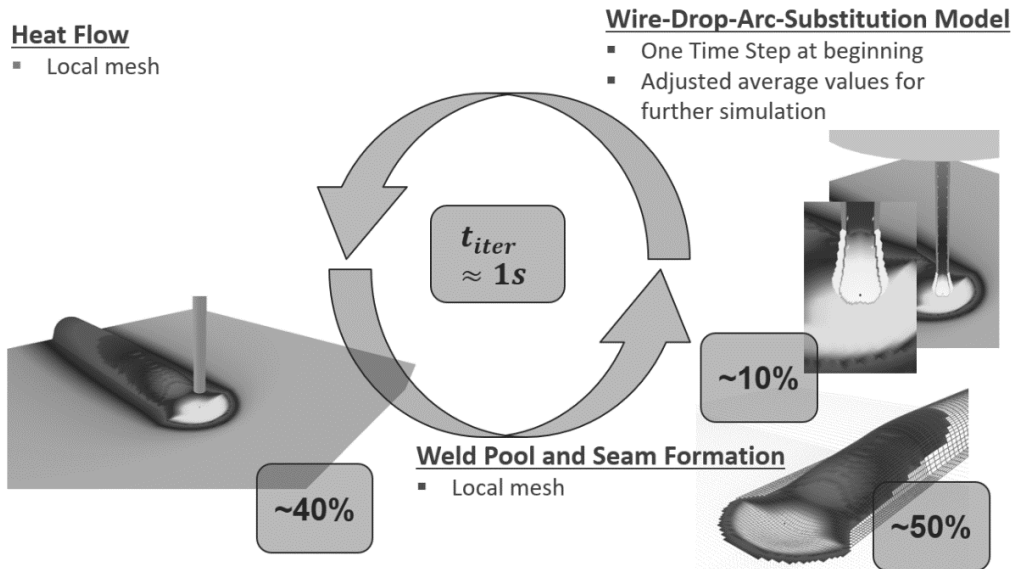 Heat Flow
▪ Local mesh
Wire-Drop-Arc-Substitution Model
▪ One Time Step at beginning
▪ Adjusted average values for
further simulation
t_iter
≈ 1s
~10%
Weld Pool and Seam Formation
▪ Local mesh
~40%
~50%